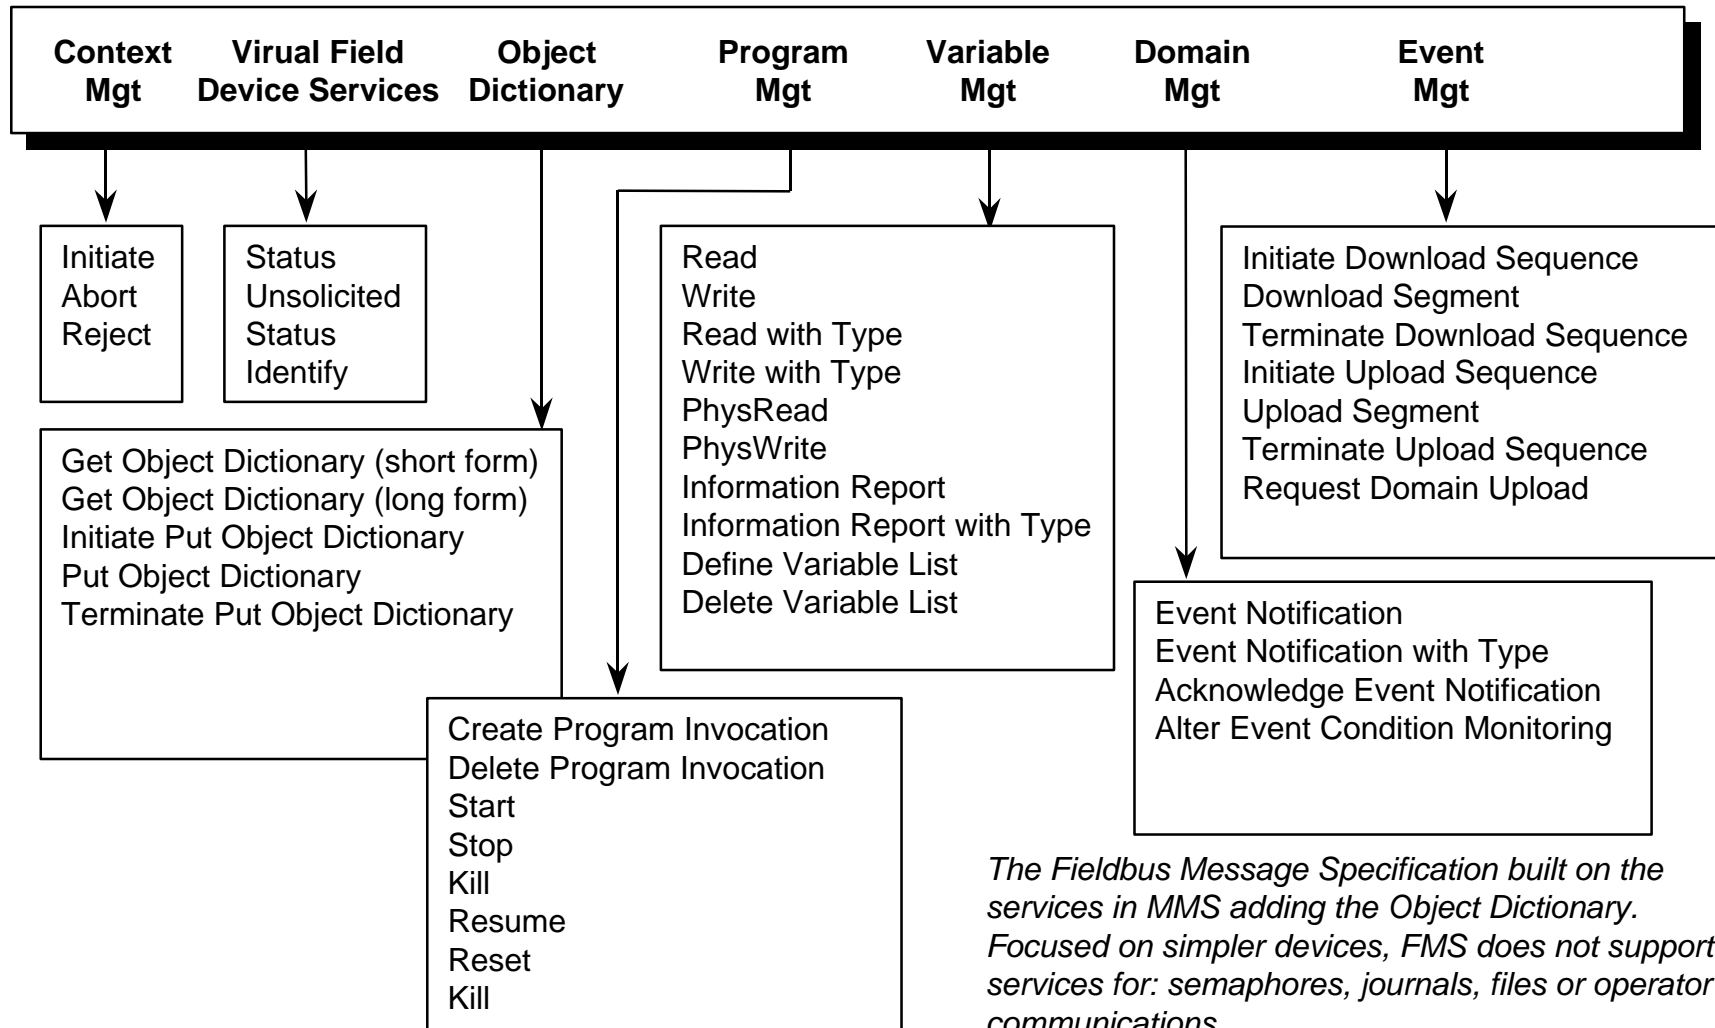 Context Mgt
Virual Field Device Services
Object Dictionary
Program Mgt
Variable Mgt
Domain Mgt
Event Mgt
Initiate
Abort
Reject
Status
Unsolicited
Status
Identify
Get Object Dictionary (short form)
Get Object Dictionary (long form)
Initiate Put Object Dictionary
Put Object Dictionary
Terminate Put Object Dictionary
Create Program Invocation
Delete Program Invocation
Start
Stop
Kill
Resume
Reset
Kill
Read
Write
Read with Type
Write with Type
PhysRead
PhysWrite
Information Report
Information Report with Type
Define Variable List
Delete Variable List
Initiate Download Sequence
Download Segment
Terminate Download Sequence
Initiate Upload Sequence
Upload Segment
Terminate Upload Sequence
Request Domain Upload
Event Notification
Event Notification with Type
Acknowledge Event Notification
Alter Event Condition Monitoring
The Fieldbus Message Specification built on the
services in MMS adding the Object Dictionary.
Focused on simpler devices, FMS does not support
services for: semaphores, journals, files or operator
communications